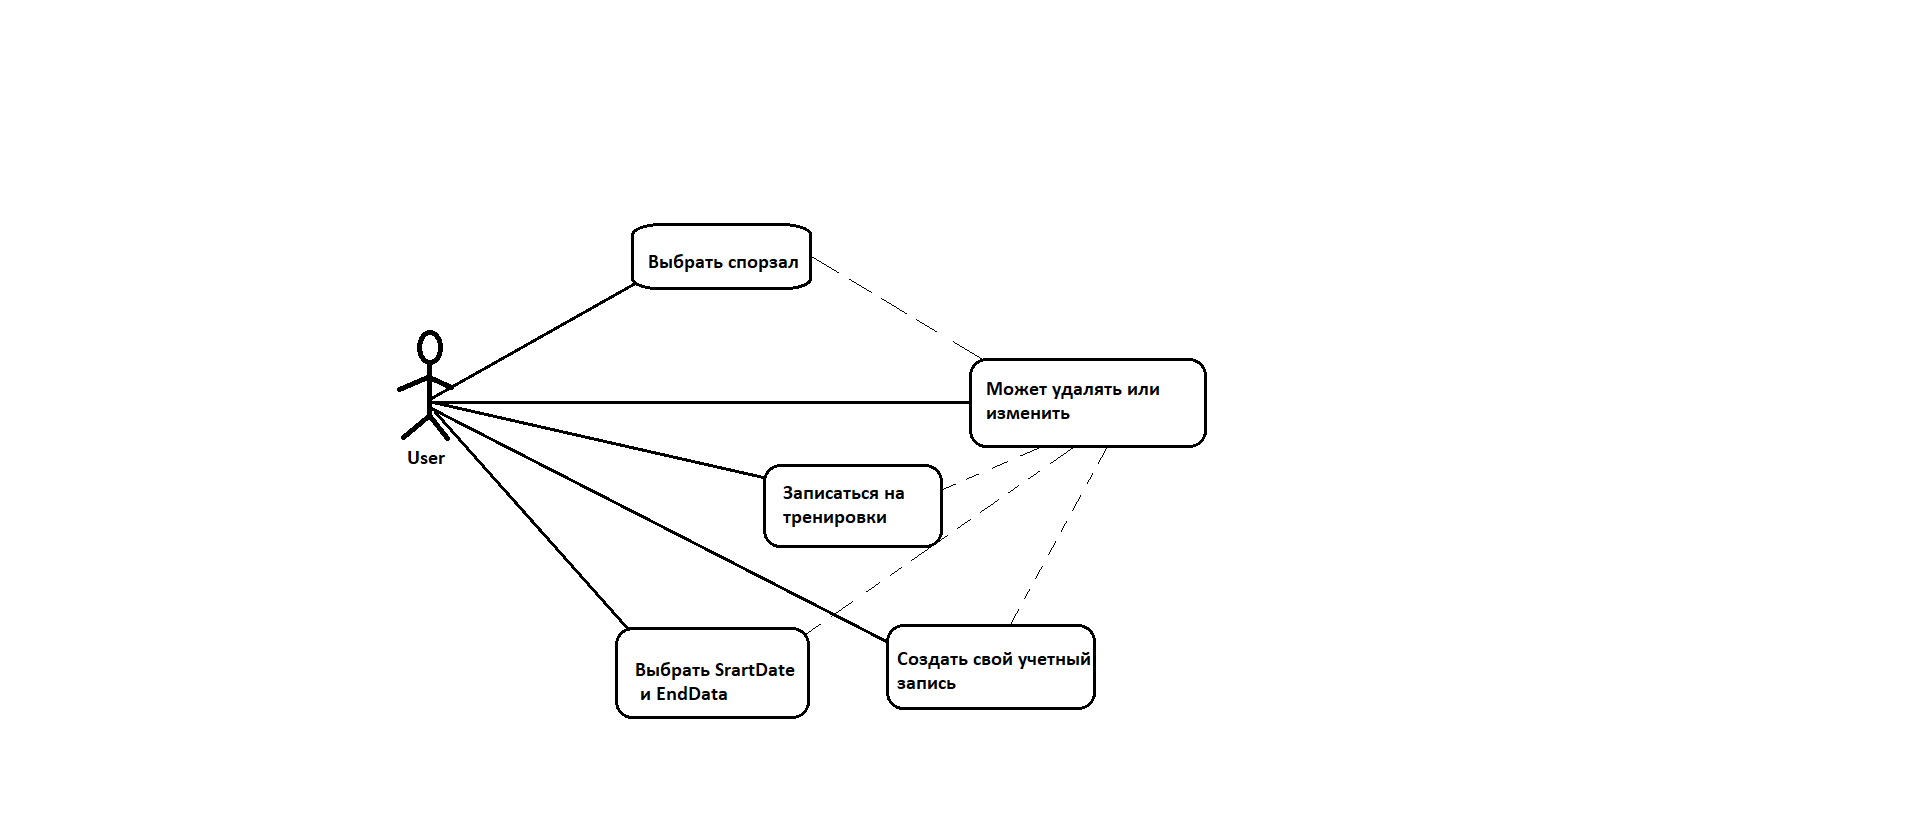 Выбрать спорзал
Может удалять или
изменить
User
Записаться на
тренировки
Выбрать SrartDate
и EndData
Создать свой учетный
запись